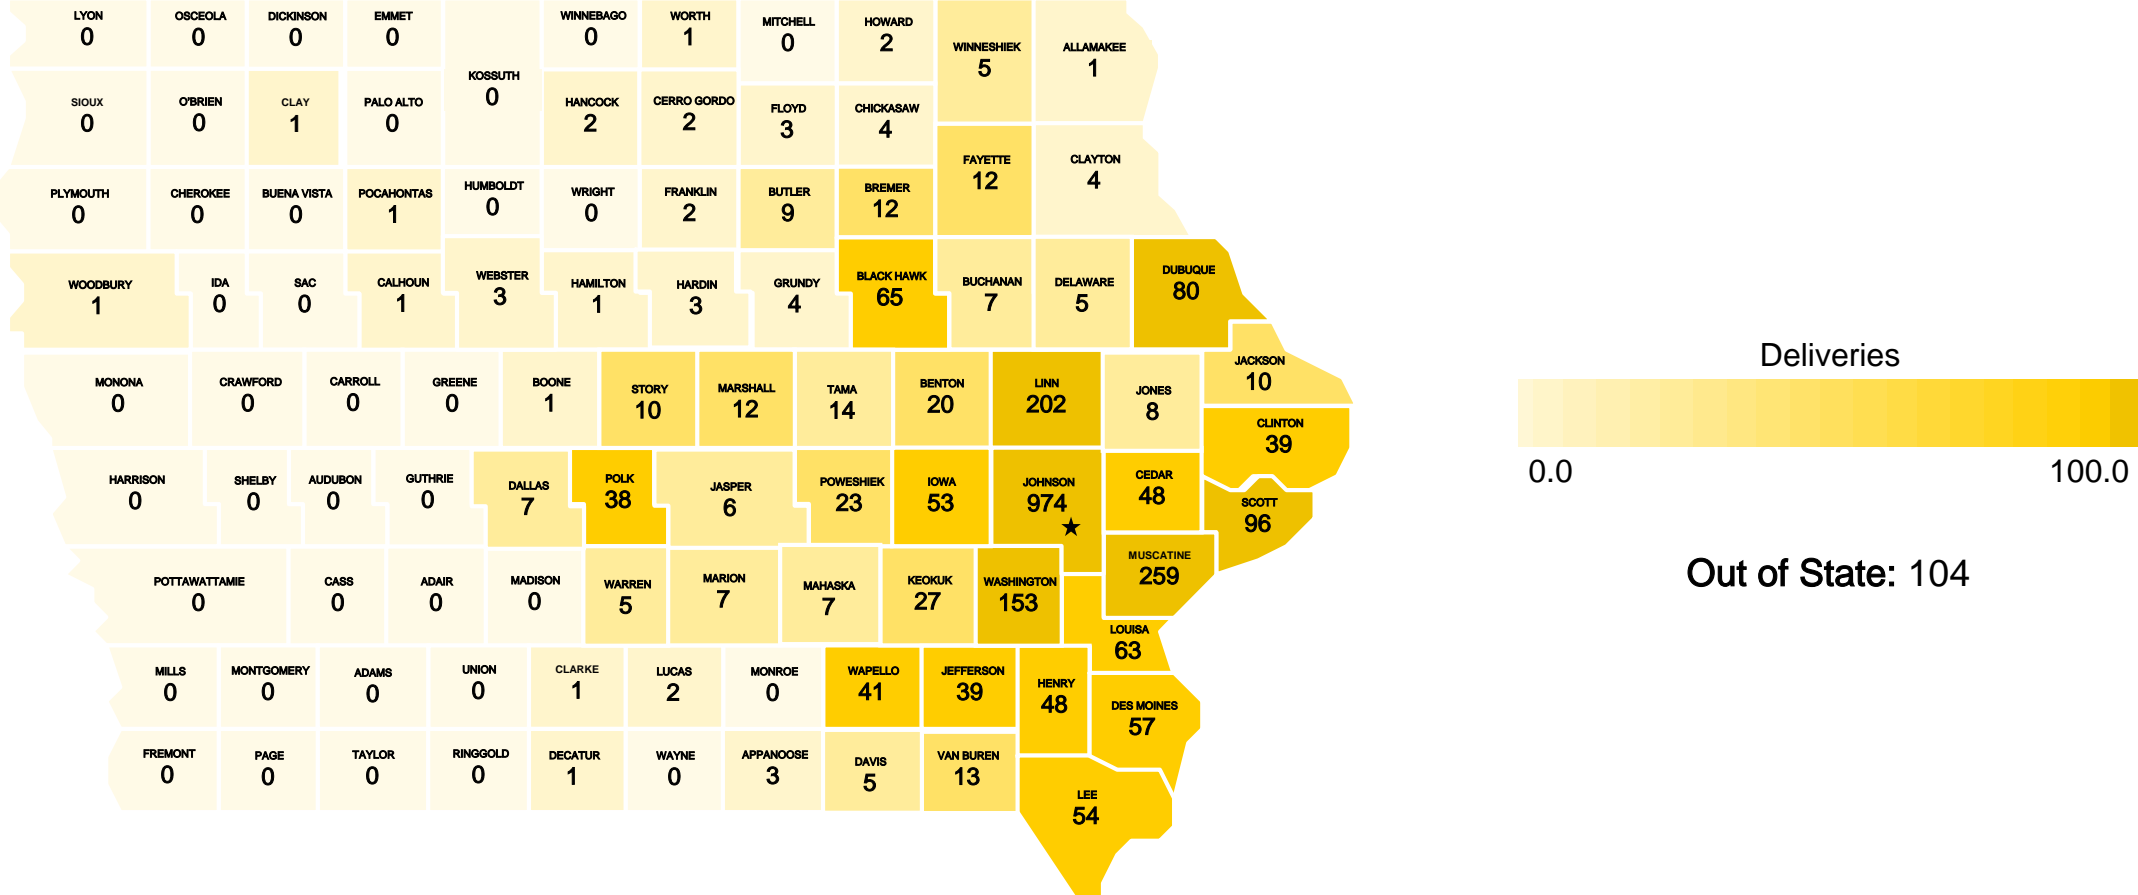 LYON
0
OSCEOLA
0
DICKINSON
0
EMMET
0
KOSSUTH
0
WINNEBAGO
0
WORTH
1
MITCHELL
0
HOWARD
2
WINNESHIEK
5
ALLAMAKEE
1
SIOUX
0
O'BRIEN
0
CLAY
1
PALO ALTO
0
HANCOCK
2
CERRO GORDO
2
FLOYD
3
CHICKASAW
4
FAYETTE
12
CLAYTON
4
PLYMOUTH
0
CHEROKEE
0
BUENA VISTA
0
POCAHONTAS
1
HUMBOLDT
0
WRIGHT
0
FRANKLIN
2
BUTLER
9
BREMER
12
WOODBURY
1
IDA
0
SAC
0
CALHOUN
1
WEBSTER
3
HAMILTON
1
HARDIN
3
GRUNDY
4
BLACK HAWK
65
BUCHANAN
7
DELAWARE
5
DUBUQUE
80
MONONA
0
CRAWFORD
0
CARROLL
0
GREENE
0
BOONE
1
STORY
10
MARSHALL
12
TAMA
14
BENTON
20
LINN
202
JONES
8
JACKSON
10
CLINTON
39
HARRISON
0
SHELBY
0
AUDUBON
0
GUTHRIE
0
DALLAS
7
POLK
38
JASPER
6
POWESHIEK
23
IOWA
53
JOHNSON
974
CEDAR
48
SCOTT
96
POTTAWATTAMIE
0
CASS
0
ADAIR
0
MADISON
0
WARREN
5
MARION
7
MAHASKA
7
KEOKUK
27
WASHINGTON
153
MUSCATINE
259
LOUISA
63
MILLS
0
MONTGOMERY
0
ADAMS
0
UNION
0
CLARKE
1
LUCAS
2
MONROE
0
WAPELLO
41
JEFFERSON
39
HENRY
48
DES MOINES
57
FREMONT
0
PAGE
0
TAYLOR
0
RINGGOLD
0
DECATUR
1
WAYNE
0
APPANOOSE
3
DAVIS
5
VAN BUREN
13
LEE
54
Deliveries
0.0 100.0
Out of State: 104